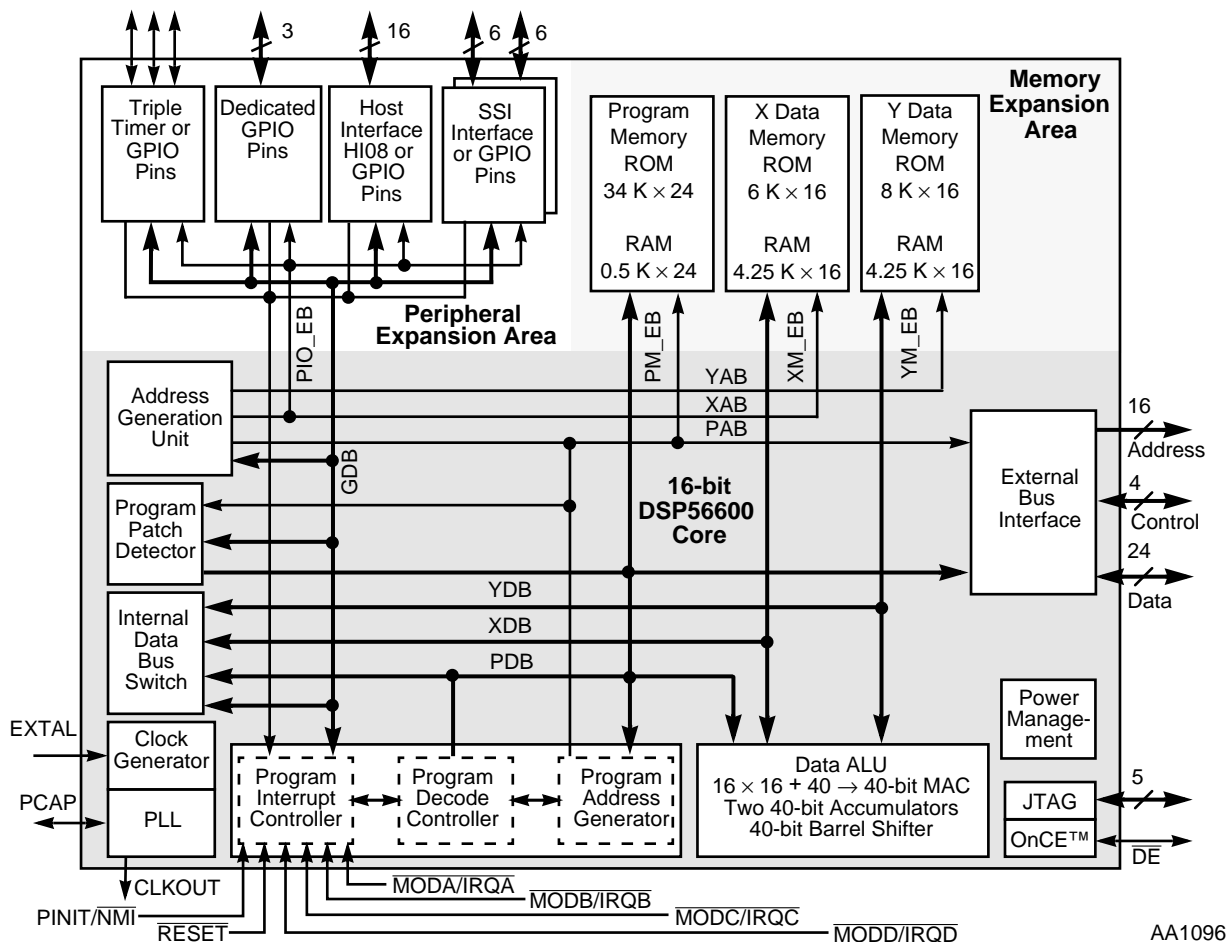 3
16
6
6
Triple
Timer or
GPIO
Pins
Dedicated
GPIO
Pins
Host
Interface
HI08 or
GPIO
Pins
SSI
Interface
or GPIO
Pins
Program
Memory
ROM
34 K × 24
RAM
0.5 K × 24
X Data
Memory
ROM
6 K × 16
RAM
4.25 K × 16
Y Data
Memory
ROM
8 K × 16
RAM
4.25 K × 16
Memory
Expansion
Area
Peripheral
Expansion Area
PIO_EB
PM_EB
XM_EB
YM_EB
Address
Generation
Unit
YAB
XAB
PAB
GDB
Program
Patch
Detector
16-bit
DSP56600
Core
External
Bus
Interface
16
Address
4
Control
24
Data
Internal
Data
Bus
Switch
YDB
XDB
PDB
EXTAL
Clock
Generator
PCAP
PLL
Program
Interrupt
Controller
Program
Decode
Controller
Program
Address
Generator
Data ALU
16 × 16 + 40 → 40-bit MAC
Two 40-bit Accumulators
40-bit Barrel Shifter
Power
Manage-
ment
JTAG
5
OnCE™
DE
CLKOUT
PINIT/NMI
RESET
MODA/IRQA
MODB/IRQB
MODC/IRQC
MODD/IRQD
AA1096